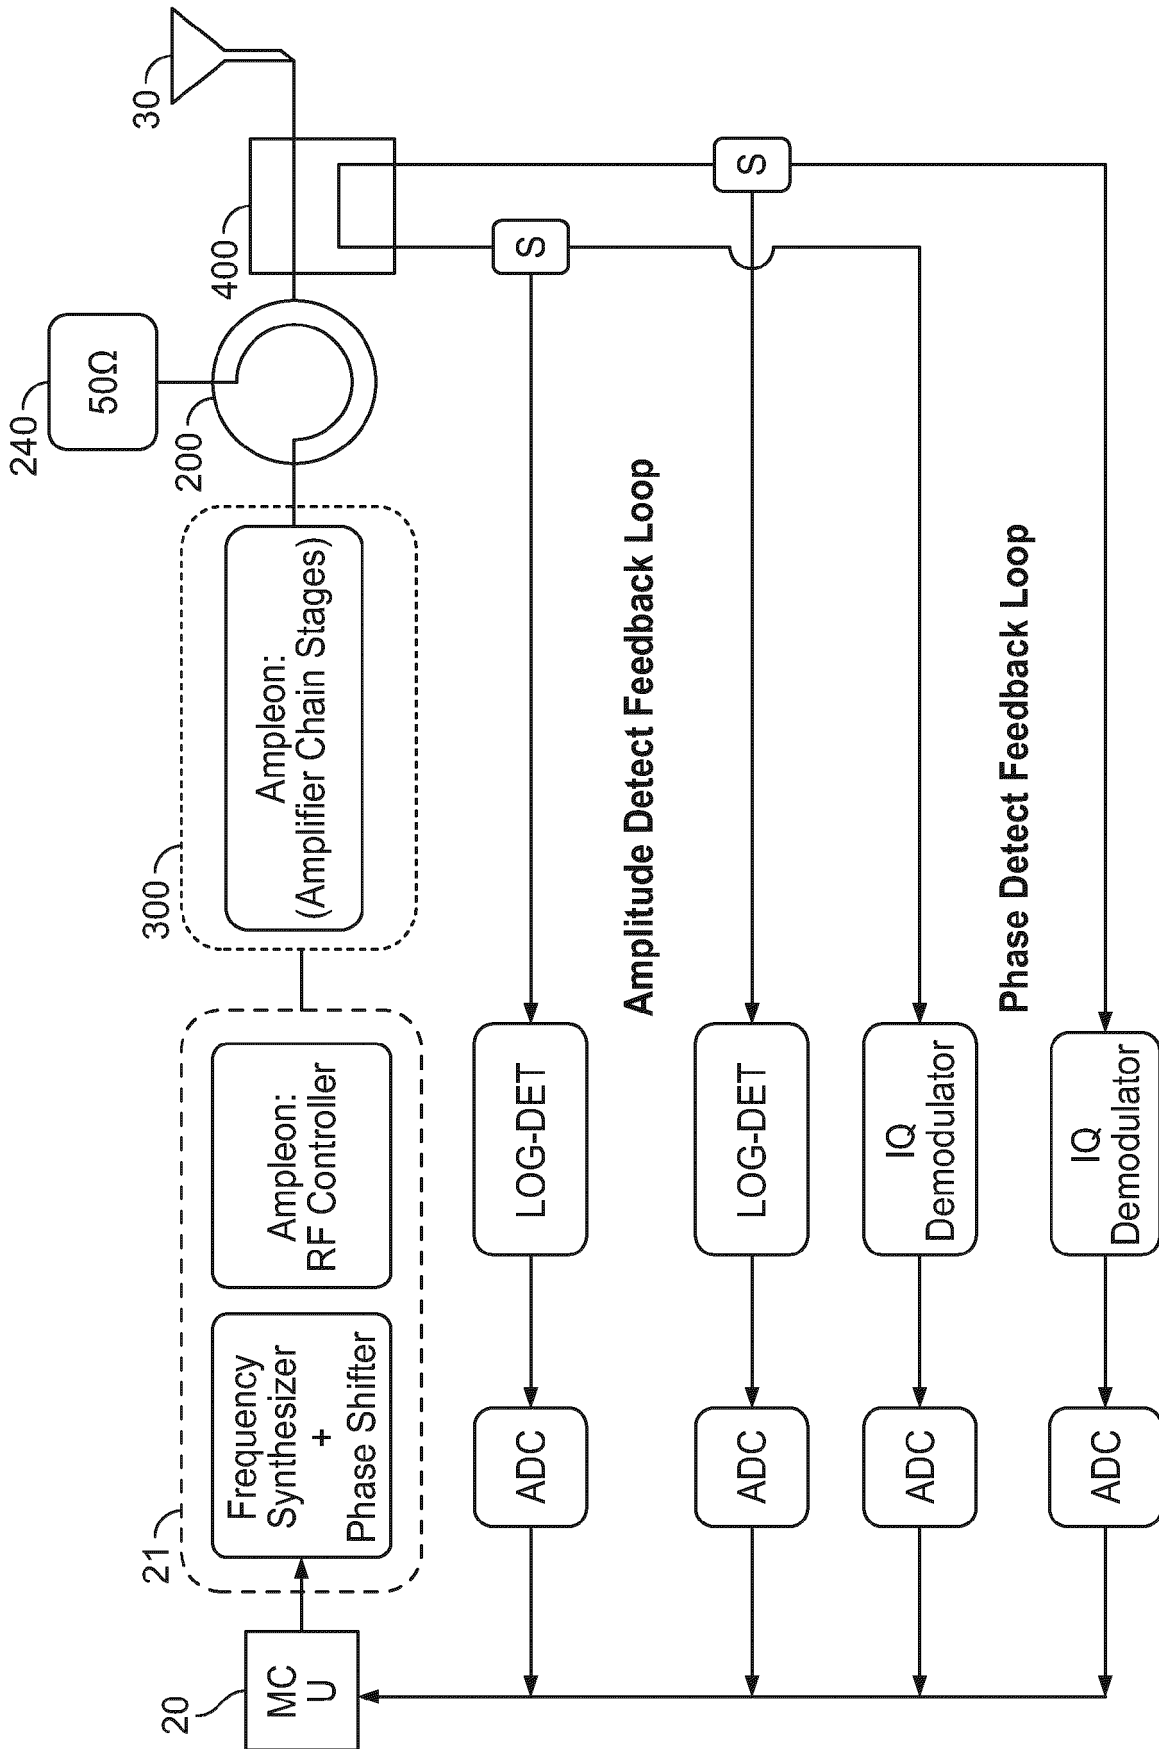 20
MC
U
21
Frequency
Synthesizer
+
Phase Shifter
Ampleon:
RF Controller
300
Ampleon:
(Amplifier Chain Stages)
240
50Ω
200
400
30
ADC
LOG-DET
S
Amplitude Detect Feedback Loop
ADC
LOG-DET
S
ADC
IQ
Demodulator
Phase Detect Feedback Loop
ADC
IQ
Demodulator